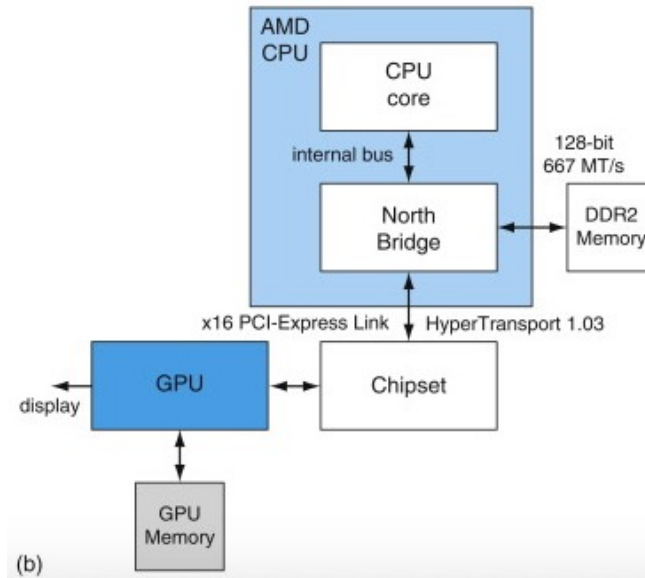 AMD
CPU
CPU
core
internal bus
128-bit
667 MT/s
North
Bridge
DDR2
Memory
x16 PCI-Express Link
HyperTransport 1.03
GPU
Chipset
display
GPU
Memory
(b)